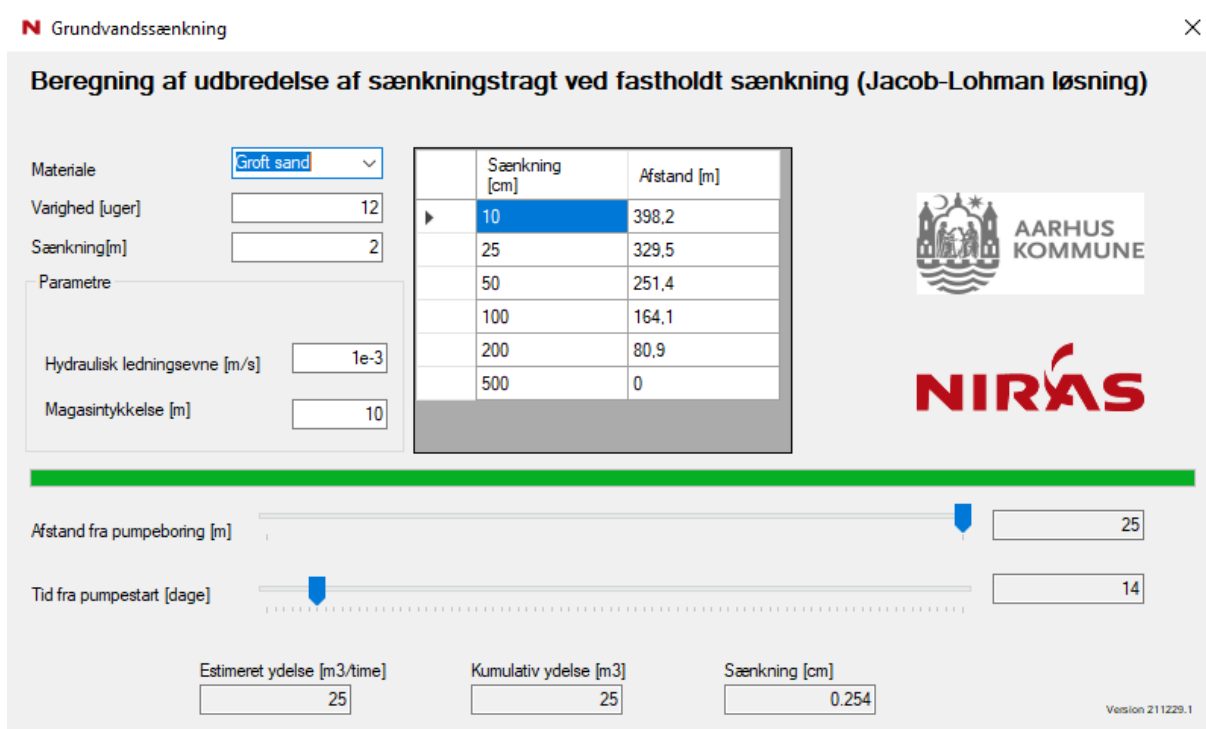 Grundvandssænkning
Beregning af udbredelse af sænkningstragt ved fastholdt sænkning (Jacob-Lohman løsning)
Materiale
Groft sand
Varighed [uger]
12
Sænkning[m]
2
Parametre
Hydraulisk ledningsevne [m/s]
1e-3
Magasintykkelse [m]
10
Sænkning
[cm]
Afstand [m]
10 398,2
25 329,5
50 251,4
100 164,1
200 80,9
500 0
AARHUS
KOMMUNE
NIRAS
Afstand fra pumpeboring [m]
25
Tid fra pumpestart [dage]
14
Estimeret ydelse [m3/time]
25
Kumulativ ydelse [m3]
25
Sænkning [cm]
0.254
Version 211229.1